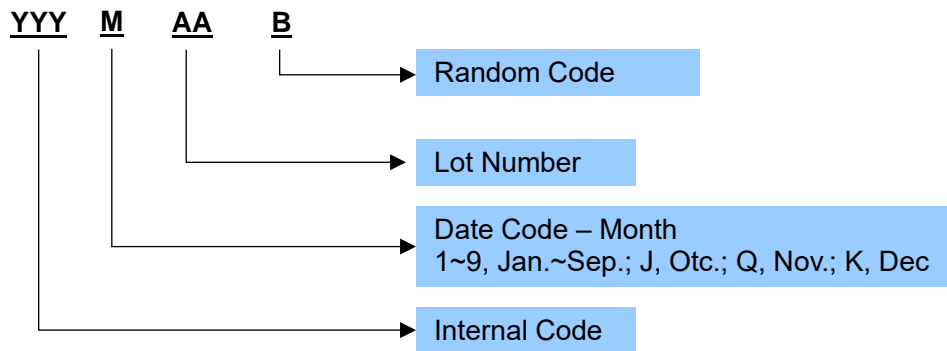 YYY M AA B
Random Code
Lot Number
Date Code – Month
1~9, Jan.~Sep.; J, Otc.; Q, Nov.; K, Dec
Internal Code